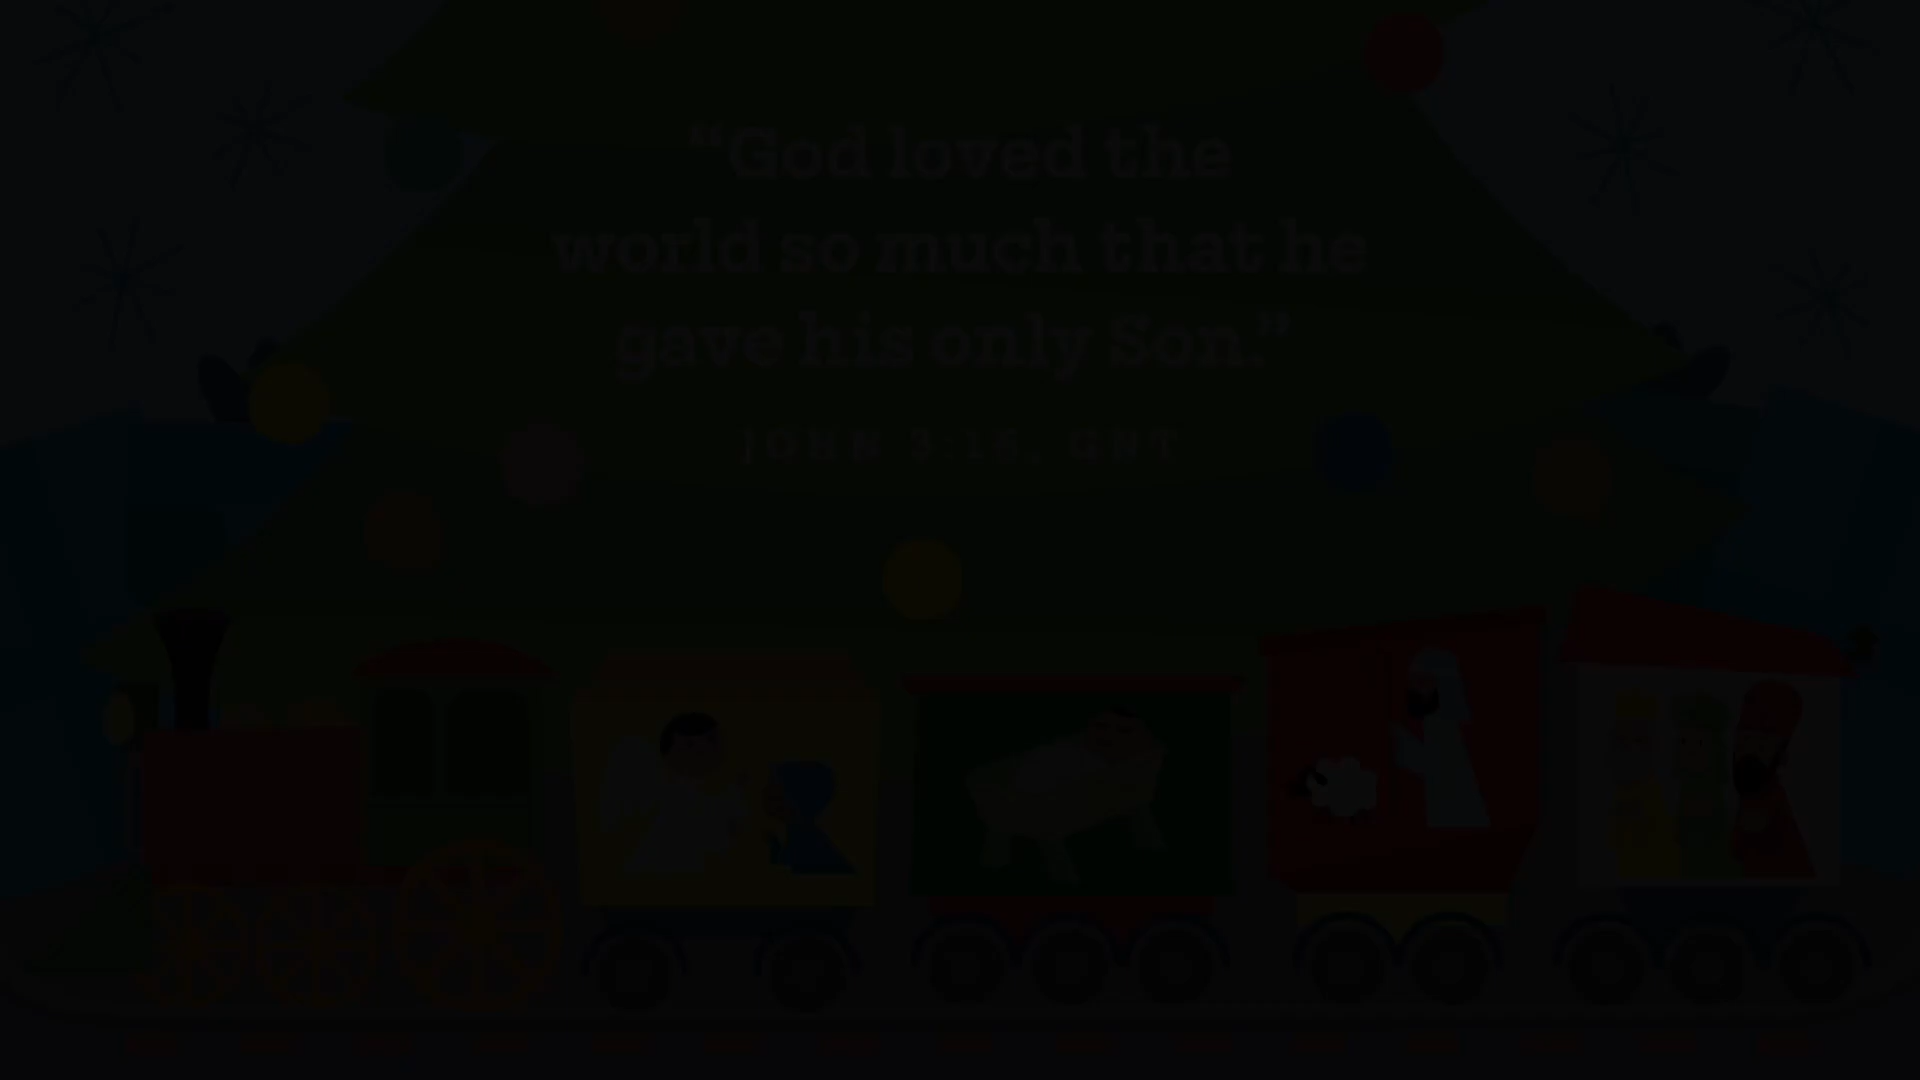 “God loved the
world so much that he
gave his only Son.”
JOHN 3:16, GNT